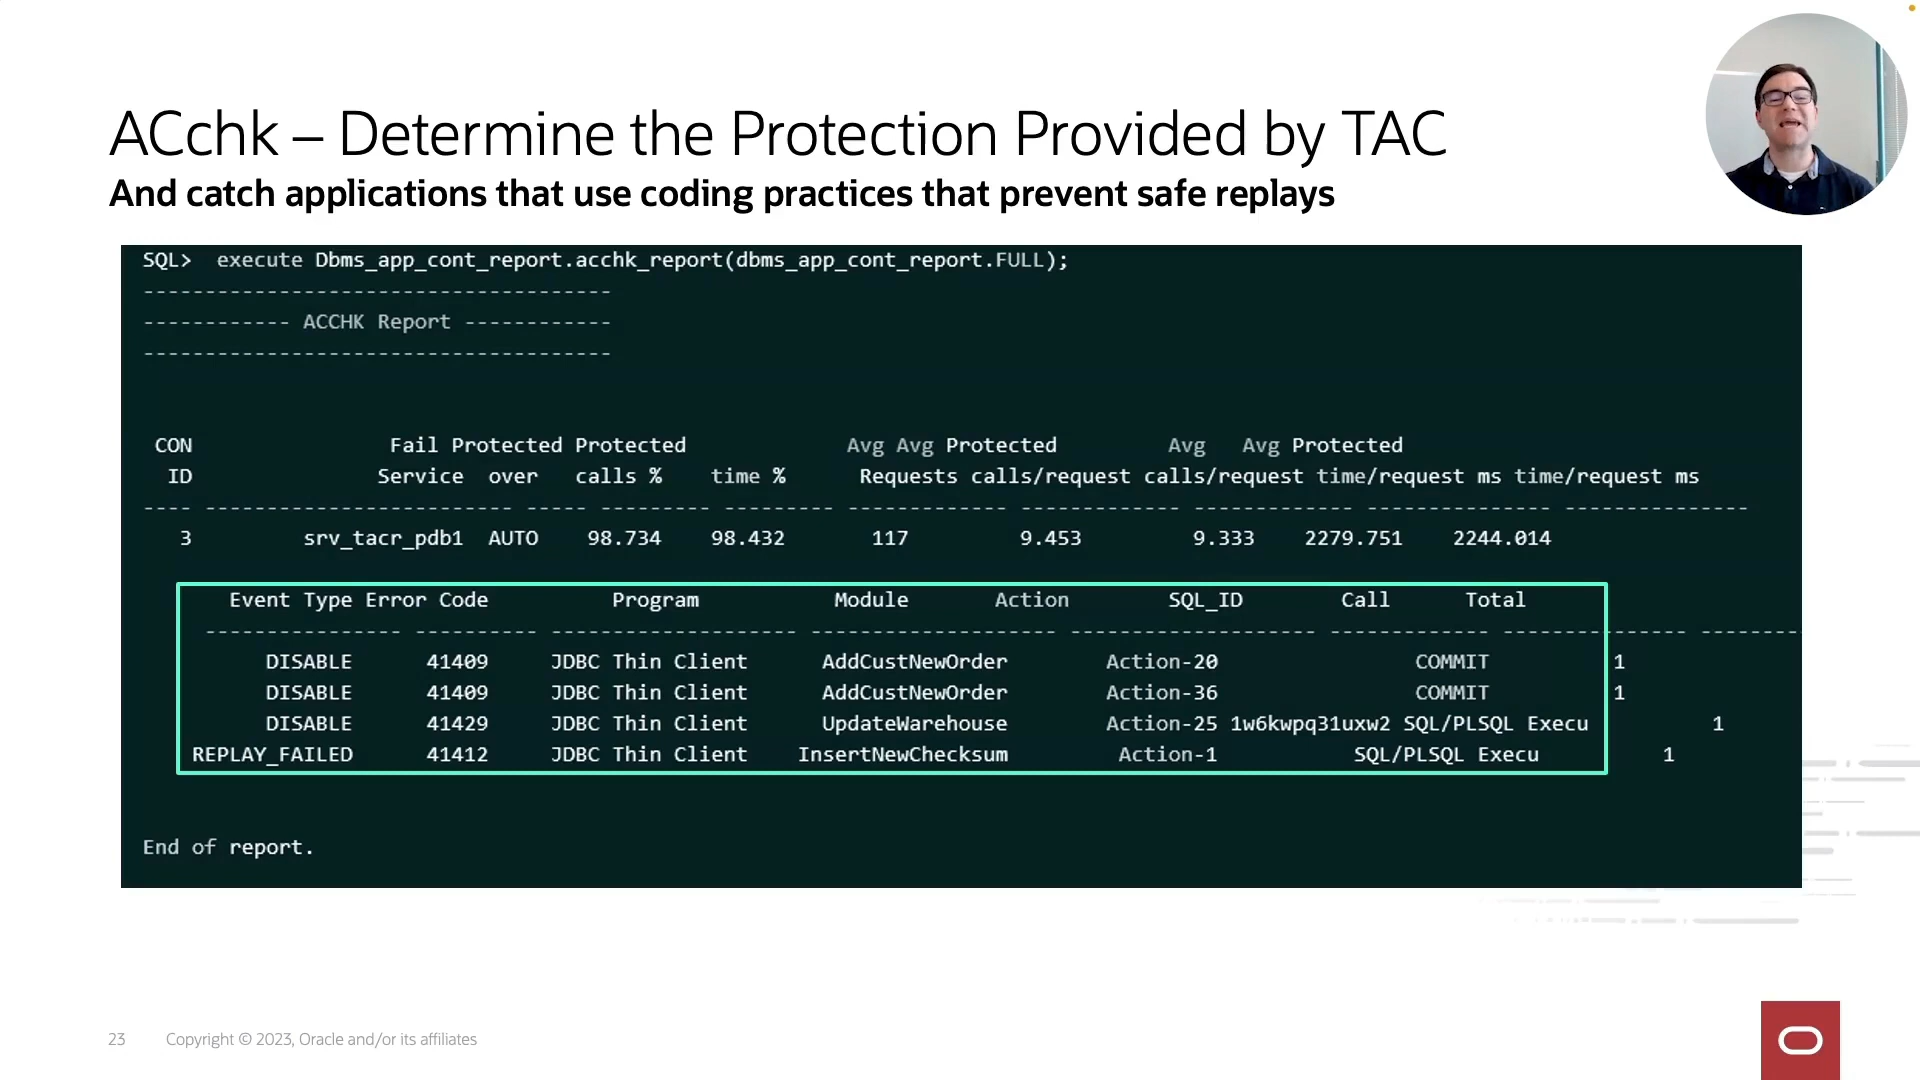 ACchk – Determine the Protection Provided by TAC
And catch applications that use coding practices that prevent safe replays
SQL> execute Dbms_app_cont_report.acchk_report(dbms_app_cont_report.FULL);
--------------------------------------
------------ ACCHK Report ------------
--------------------------------------
CON Fail Protected Protected Avg Avg Protected Avg Avg Protected
ID Service over calls % time % Requests calls/request calls/request time/request ms time/request ms
---- ------------------------- ----- --------- --------- ------------- ------------- ------------- --------------- ---------------
3 srv_tacr_pdb1 AUTO 98.734 98.432 117 9.453 9.333 2279.751 2244.014
Event Type Error Code Program Module Action SQL_ID Call Total
---------------- ---------- -------------------- -------------------- -------------------- ------------- --------------- --------
DISABLE 41409 JDBC Thin Client AddCustNewOrder Action-20 COMMIT 1
DISABLE 41409 JDBC Thin Client AddCustNewOrder Action-36 COMMIT 1
DISABLE 41429 JDBC Thin Client UpdateWarehouse Action-25 1w6kwpq31uxw2 SQL/PLSQL Execu 1
REPLAY_FAILED 41412 JDBC Thin Client InsertNewChecksum Action-1 SQL/PLSQL Execu 1
End of report.
23 Copyright © 2023, Oracle and/or its affiliates